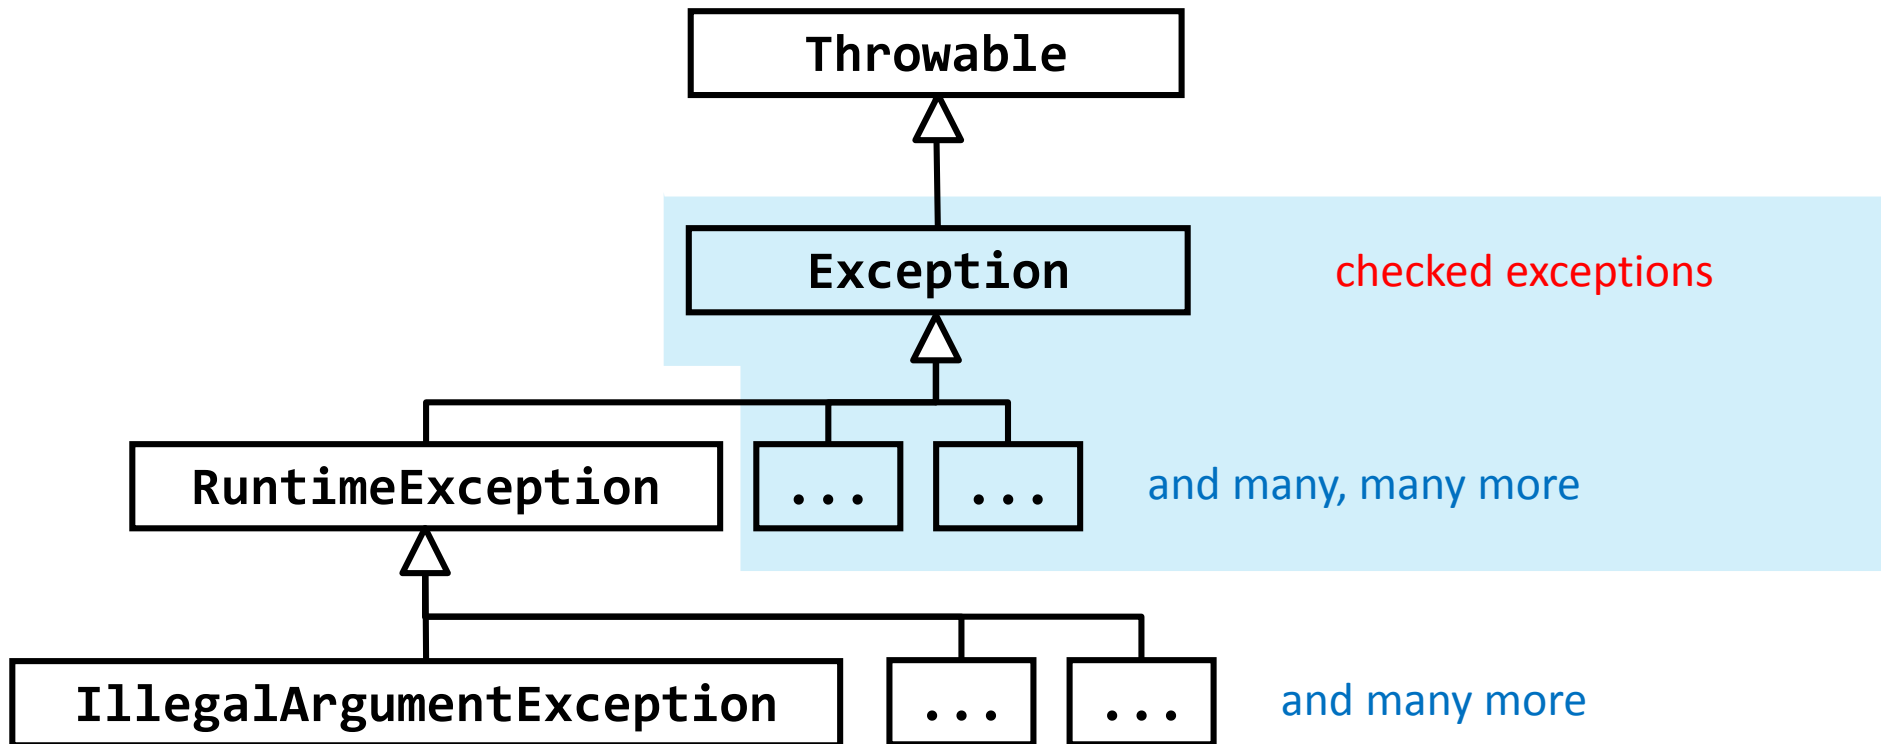 Throwable
Exception
checked exceptions
RuntimeException
...
...
and many, many more
IllegalArgumentException
...
...
and many more